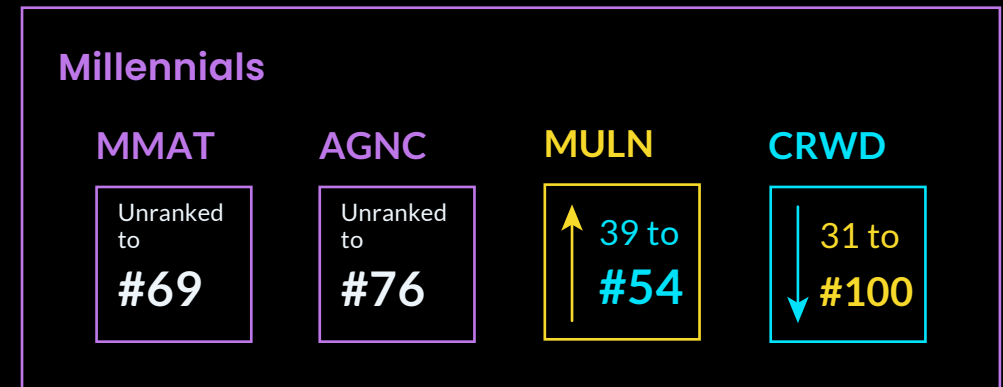 Millennials
MMAT
Unranked
to
#69
AGNC
Unranked
to
#76
MULN
39 to
#54
CRWD
31 to
#100